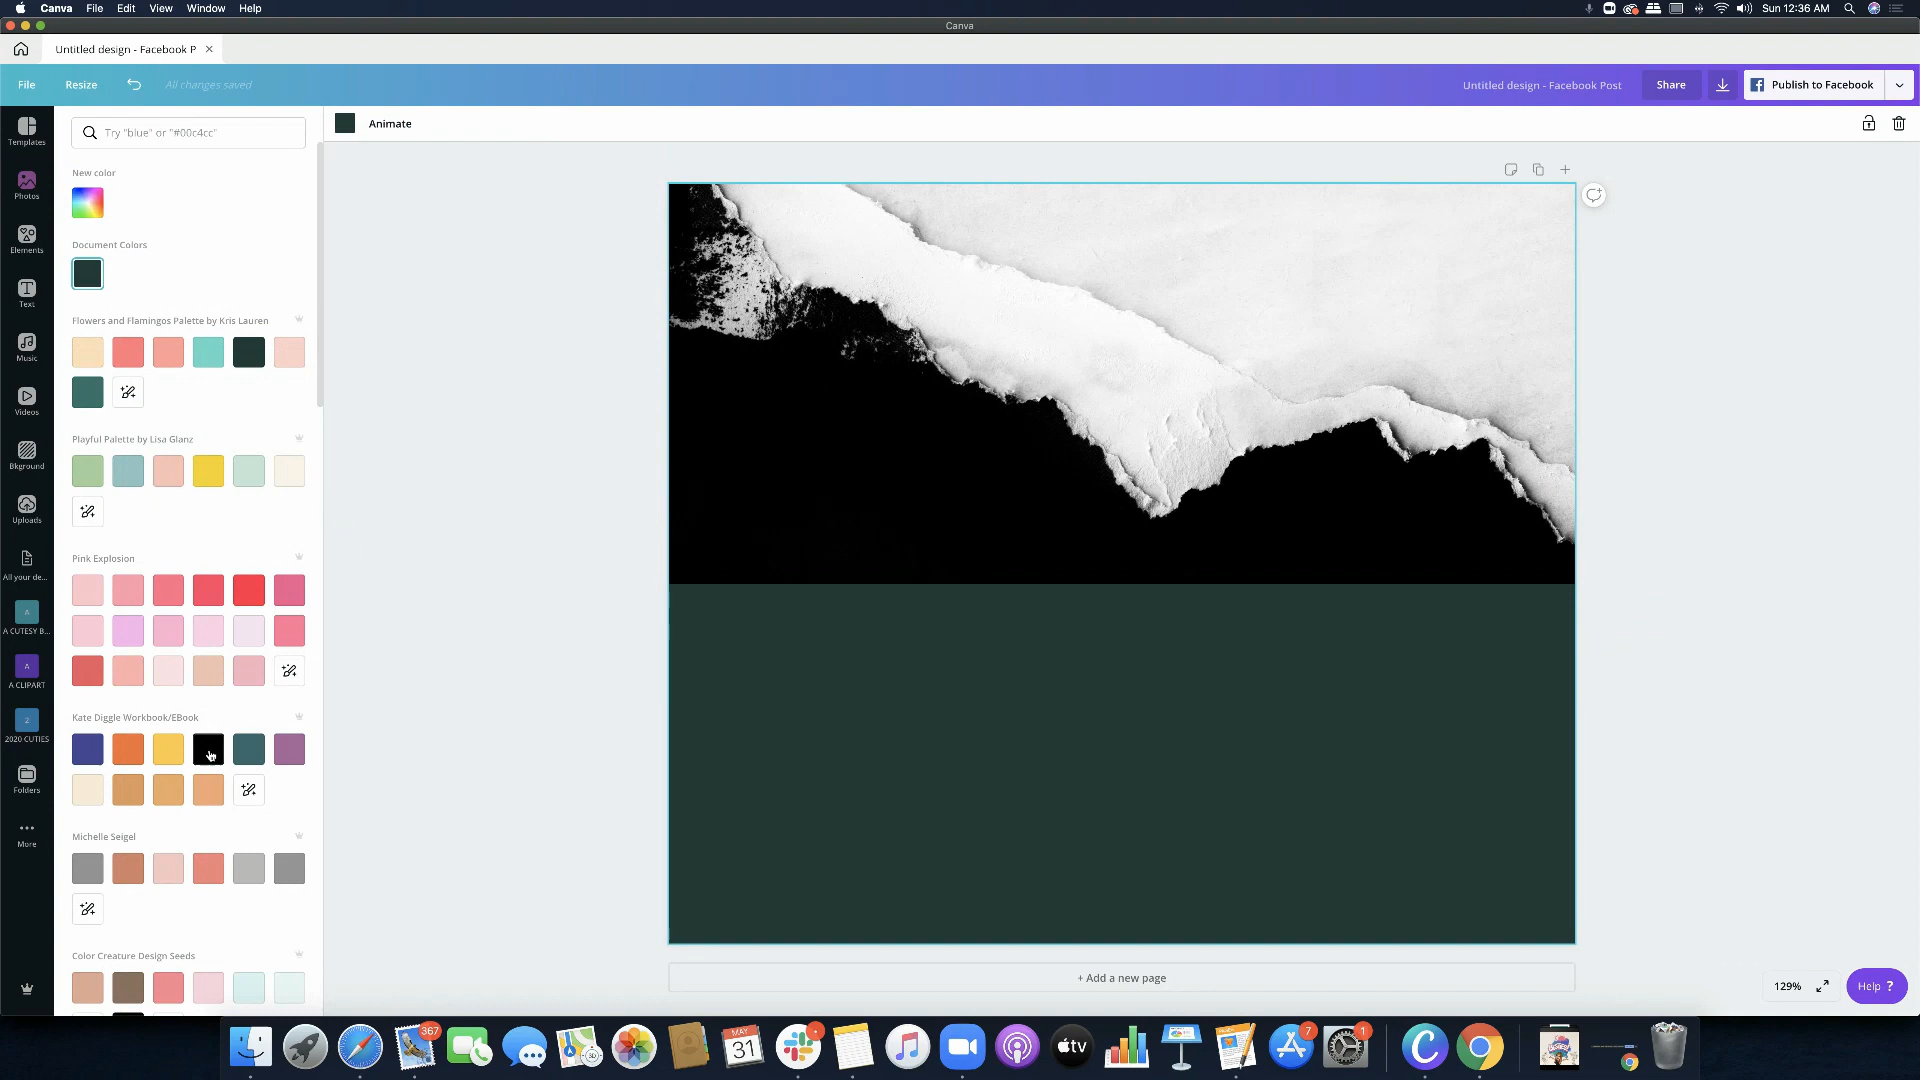 Canva File Edit View Window Help
Sun 12:36 AM
Canva
Untitled design - Facebook P
File Resize All changes saved
Untitled design - Facebook Post Share Publish to Facebook
Templates
Photos
Elements
Text
Music
Videos
Bkground
Uploads
All your de...
A
A CUTESY B...
A
A CLIPART
2
2020 CUTIES
Folders
More
Try "blue" or "#00c4cc"
New color
Document Colors
Flowers and Flamingos Palette by Kris Lauren
Playful Palette by Lisa Glanz
Pink Explosion
Kate Diggle Workbook/EBook
Michelle Seigel
Color Creature Design Seeds
Animate
+ Add a new page
129%
Help ?
367
MAY
31
3D
tv
7
1